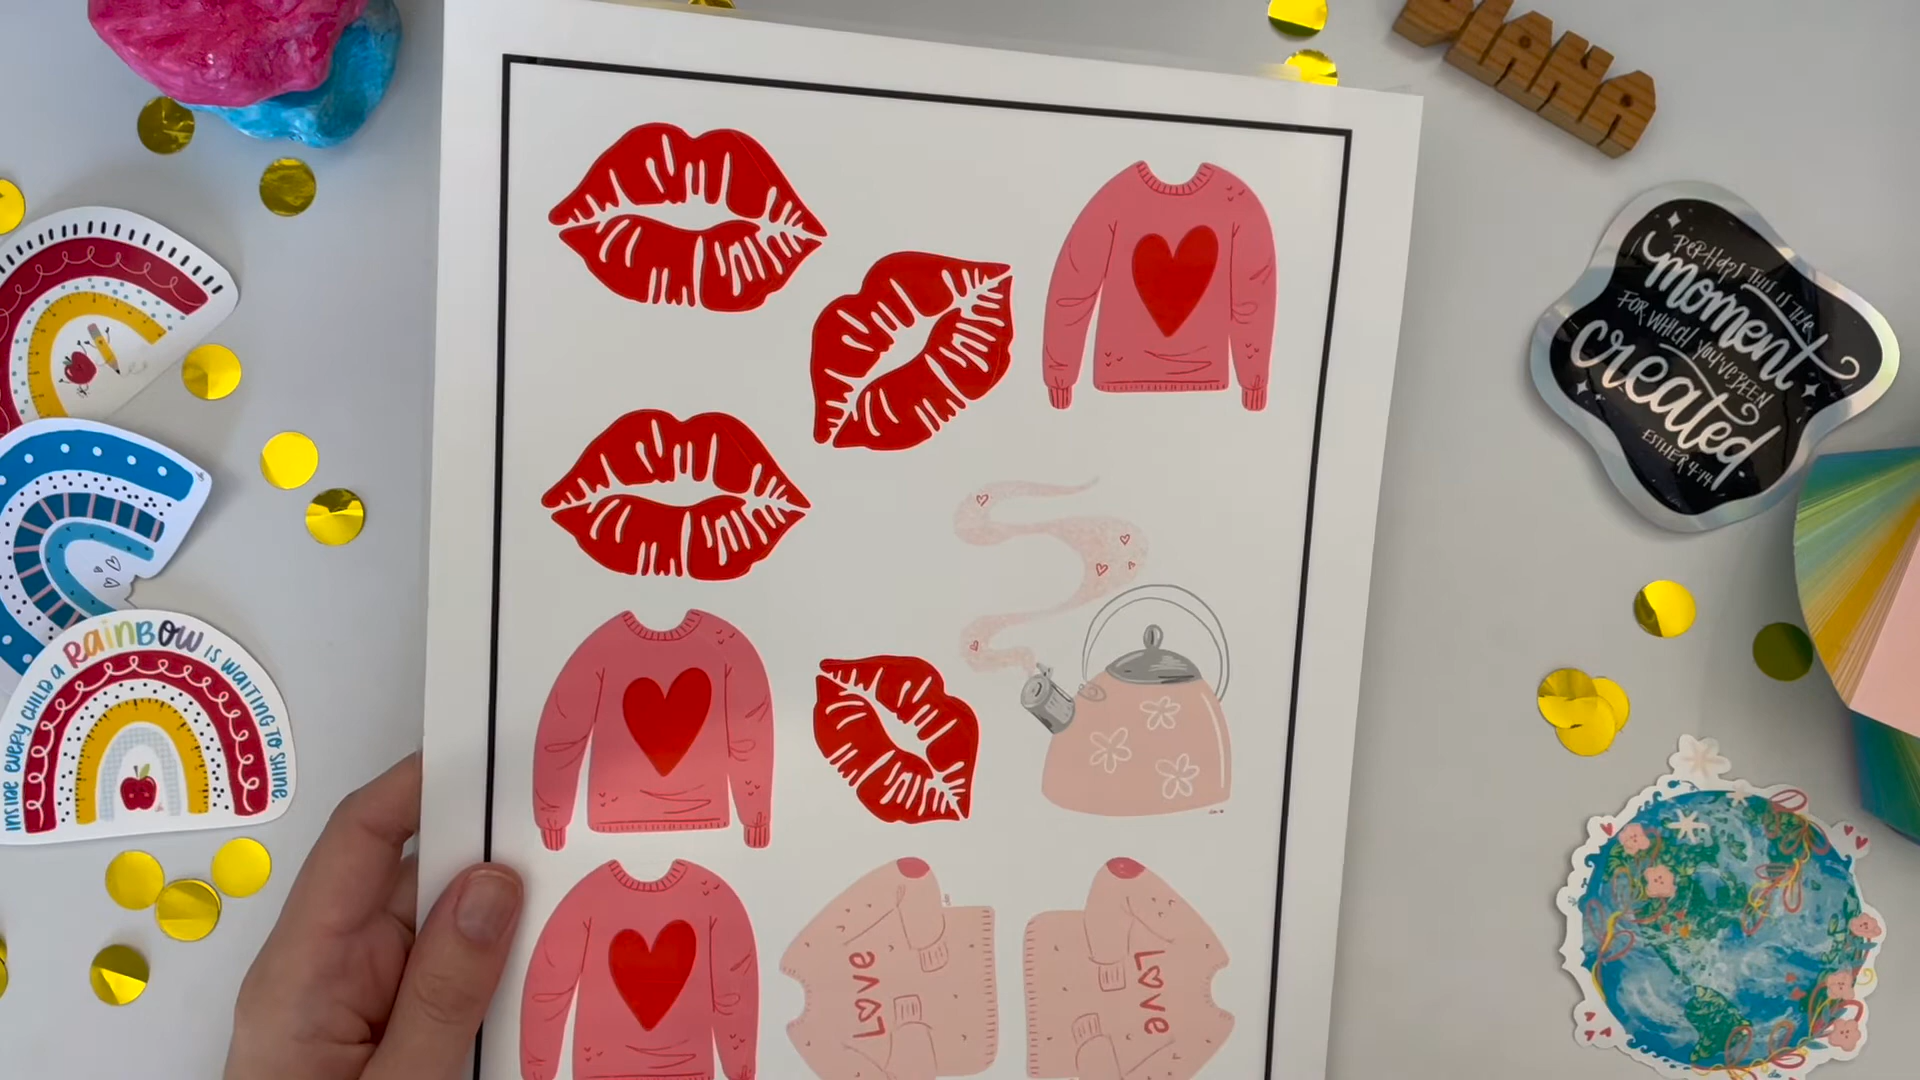 DIANA
PERHAPS THIS IS THE
moment
FOR WHICH YOU'VE BEEN
created.
ESTHER 4:14
INSIDE EVERY CHILD A RAINBOW IS WAITING TO SHINE.
Love
Love